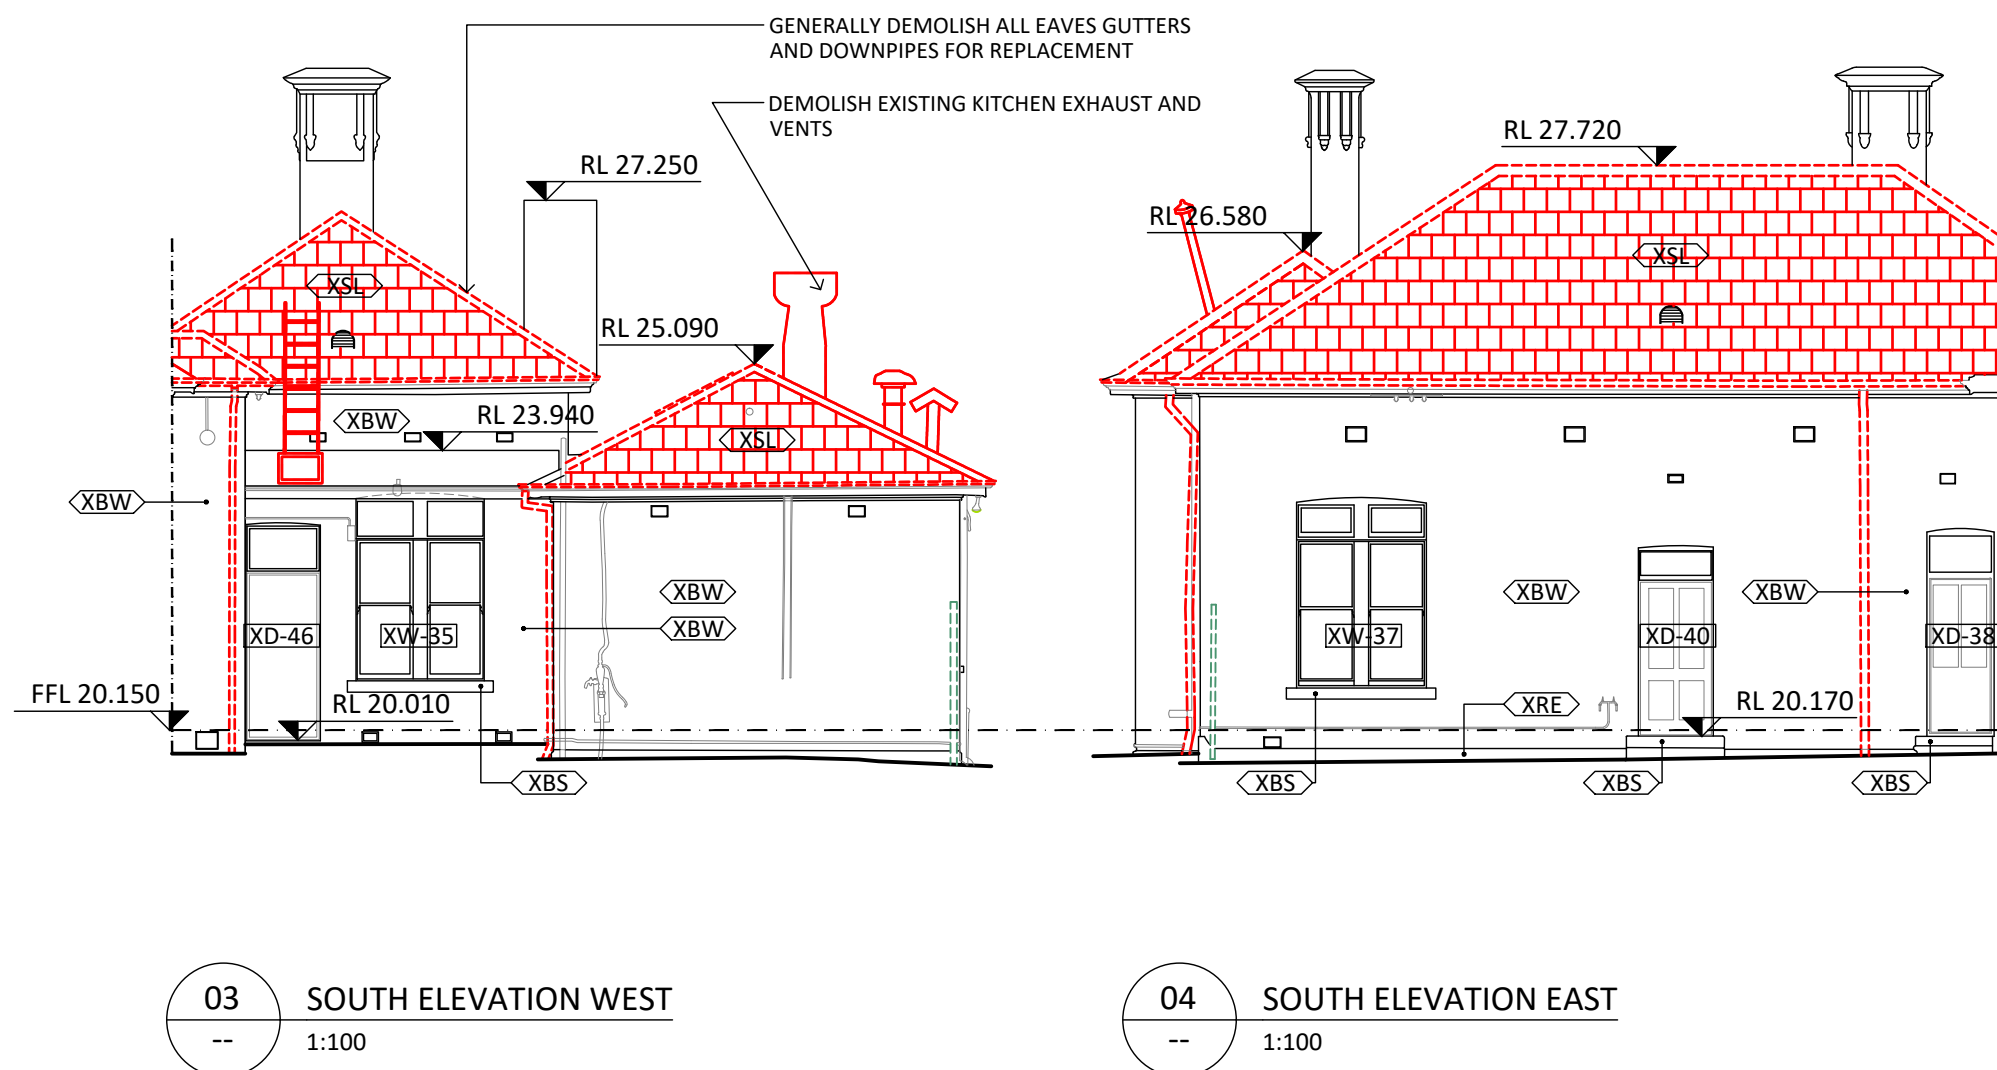 GENERALLY DEMOLISH ALL EAVES GUTTERS
AND DOWNPIPES FOR REPLACEMENT
DEMOLISH EXISTING KITCHEN EXHAUST AND
VENTS
RL 27.250
XSL
RL 25.090
XBW
RL 23.940
XSL
XBW
XBW
XBW
XD-46
XW-35
FFL 20.150
RL 20.010
XBS
RL 27.720
RL 26.580
XSL
XBW
XBW
XW-37
XD-40
XD-38
XRE
RL 20.170
XBS
XBS
XBS
03
--
SOUTH ELEVATION WEST
1:100
04
--
SOUTH ELEVATION EAST
1:100